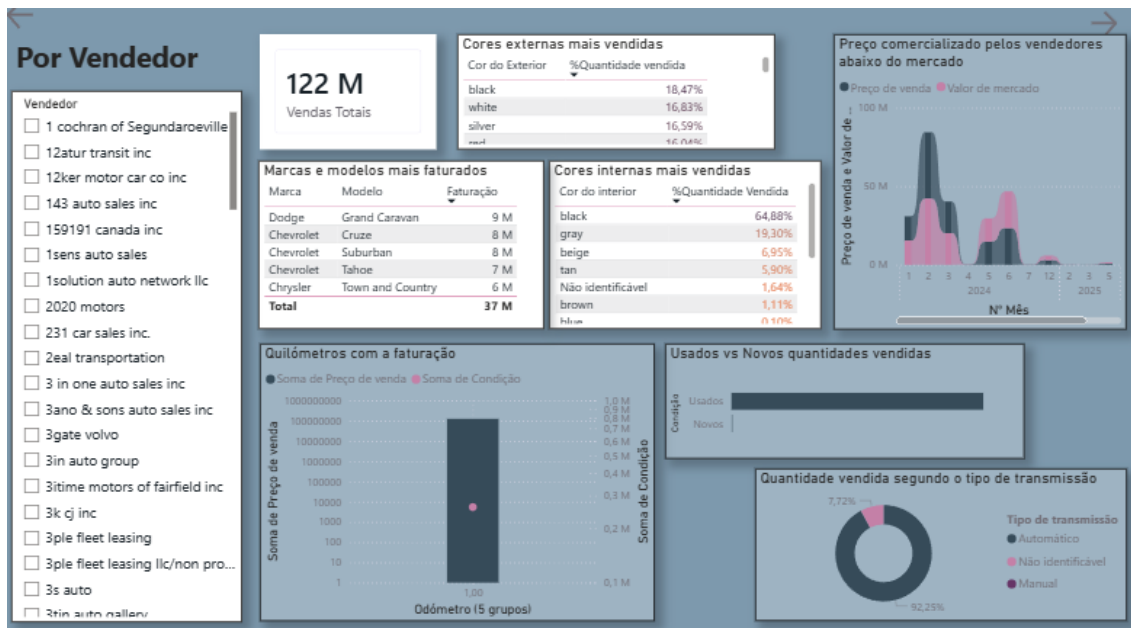 Por Vendedor
Vendedor
1 cochran of Segundaroeville
12atur transit inc
12ker motor car co inc
143 auto sales inc
159191 canada inc
1sens auto sales
1solution auto network llc
2020 motors
231 car sales inc.
2eal transportation
3 in one auto sales inc
3ano & sons auto sales inc
3gate volvo
3in auto group
3itime motors of fairfield inc
3k cj inc
3ple fleet leasing
3ple fleet leasing llc/non pro...
3s auto
3tin auto gallery
122 M
Vendas Totais
Cores externas mais vendidas
Cor do Exterior %Quantidade vendida
black 18,47%
white 16,83%
silver 16,59%
red 16,04%
Marcas e modelos mais faturados
Marca Modelo Faturação
Dodge Grand Caravan 9 M
Chevrolet Cruze 8 M
Chevrolet Suburban 8 M
Chevrolet Tahoe 7 M
Chrysler Town and Country 6 M
Total 37 M
Cores internas mais vendidas
Cor do interior %Quantidade Vendida
black 64,88%
gray 19,30%
beige 6,95%
tan 5,90%
Não identificável 1,64%
brown 1,11%
blue 0,10%
Preço comercializado pelos vendedores
abaixo do mercado
Preço de venda Valor de mercado
Preço de venda e Valor de ...
100 M
50 M
0 M
1 2 3 4 5 6 7 12 2 3 5
2024 2025
Nº Mês
Quilómetros com a faturação
Soma de Preço de venda Soma de Condição
Soma de Preço de venda
1000000000
100000000
10000000
1000000
100000
10000
1000
100
10
1
1,0 M
0,9 M
0,8 M
0,7 M
0,6 M
0,5 M
0,4 M
0,3 M
0,2 M
0,1 M
Soma de Condição
1,00
Odómetro (5 grupos)
Usados vs Novos quantidades vendidas
Condição
Usados
Novos
Quantidade vendida segundo o tipo de transmissão
7,72%
92,25%
Tipo de transmissão
Automático
Não identificável
Manual